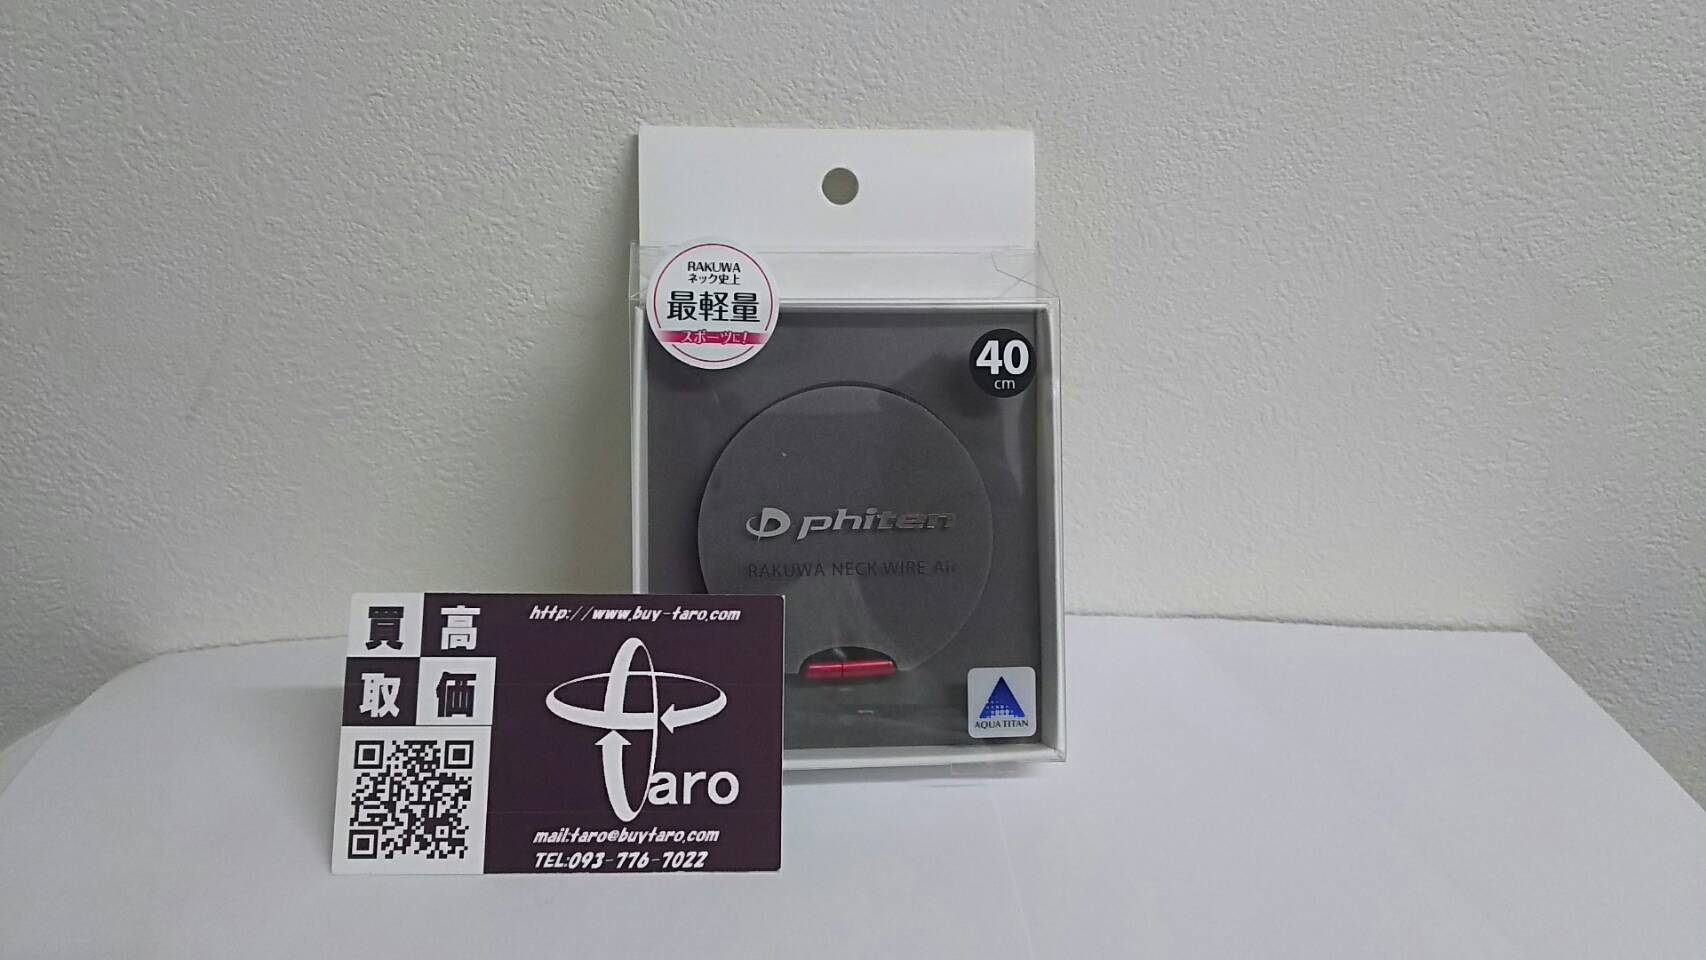 RAKUWA
ネック史上
最軽量
スポーツに!
40
cm
phiten
RAKUWA NECK WIRE Air
AQUA TITAN
高価
買取
http://www.buy-taro.com
taro
mail:taro@buytaro.com
TEL:093-776-7022